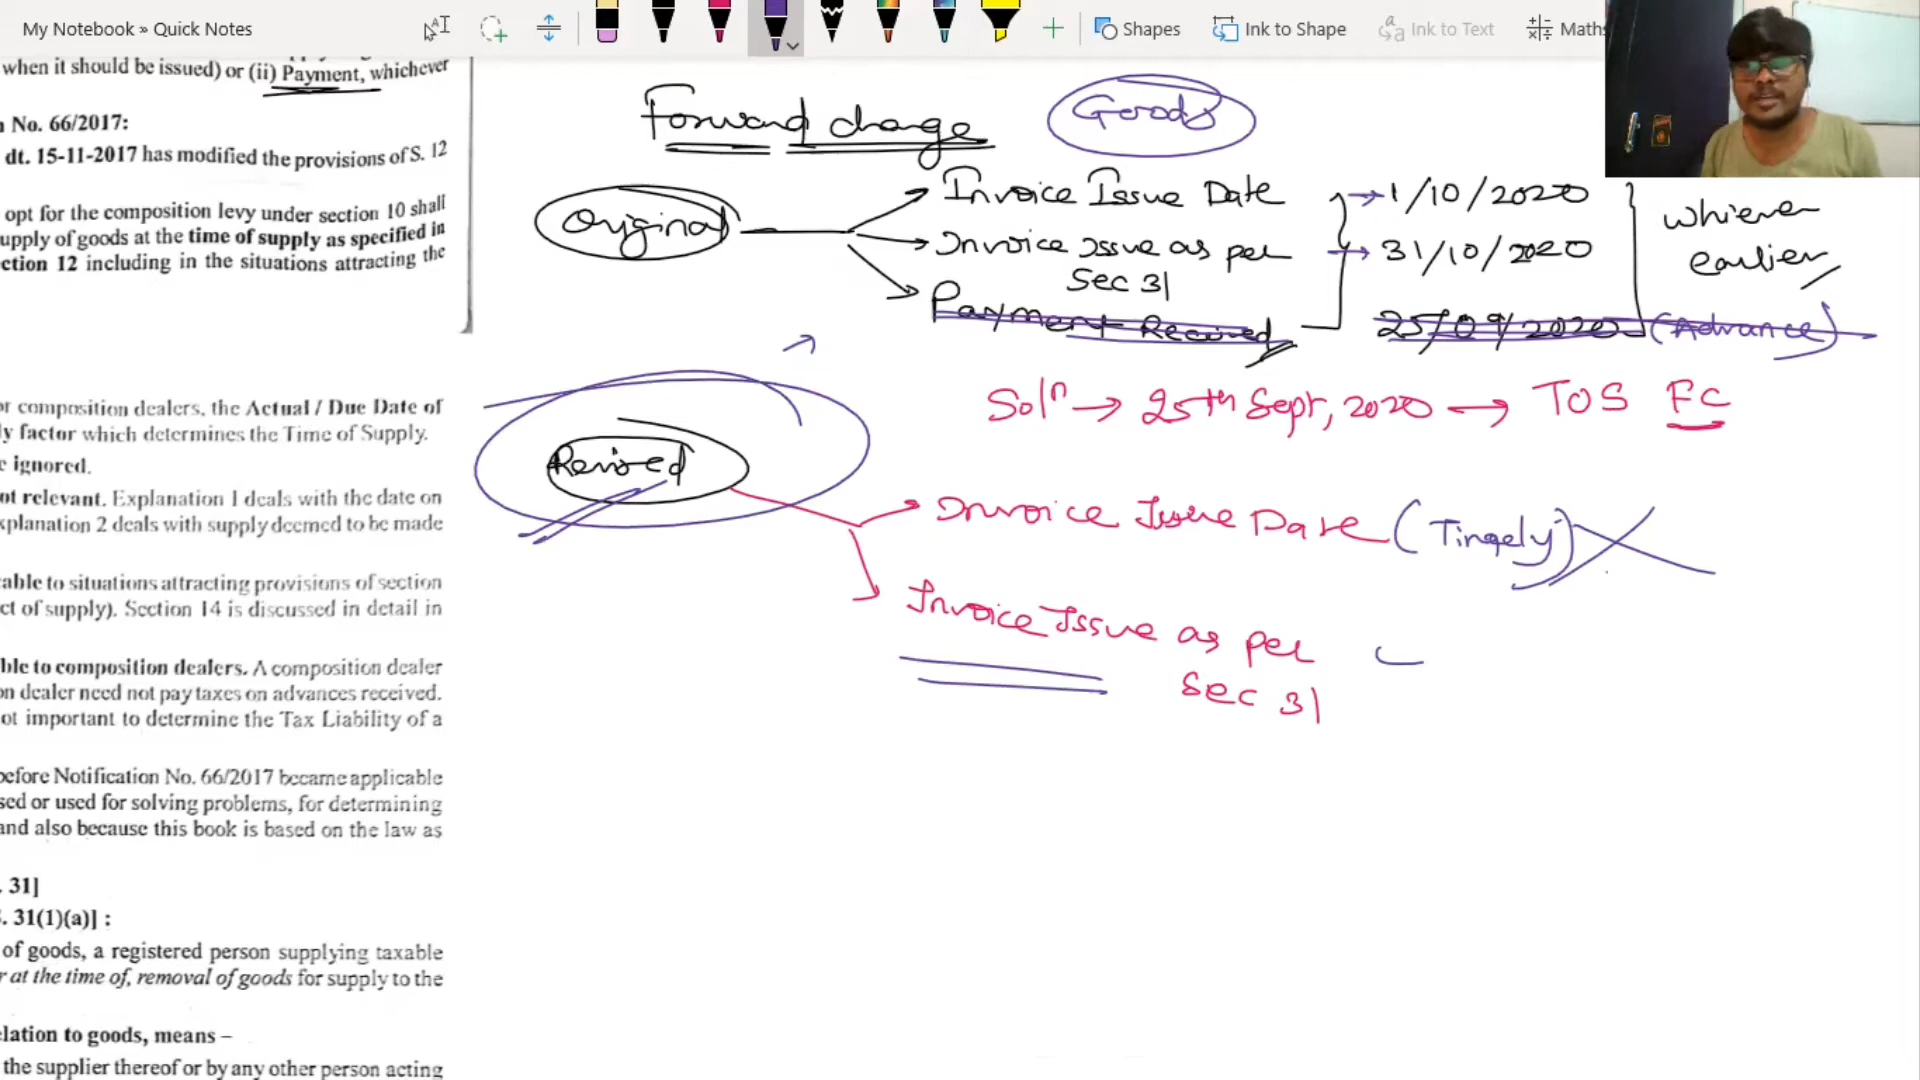 My Notebook » Quick Notes
Shapes
Ink to Shape
Ink to Text
Maths
when it should be issued) or (ii) Payment, whichever
No. 66/2017:
dt. 15-11-2017 has modified the provisions of S. 12
opt for the composition levy under section 10 shall
upply of goods at the time of supply as specified in
ction 12 including in the situations attracting the
or composition dealers, the Actual / Due Date of
y factor which determines the Time of Supply.
e ignored.
ot relevant. Explanation 1 deals with the date on
xplanation 2 deals with supply deemed to be made
cable to situations attracting provisions of section
ct of supply). Section 14 is discussed in detail in
ble to composition dealers. A composition dealer
on dealer need not pay taxes on advances received.
ot important to determine the Tax Liability of a
before Notification No. 66/2017 became applicable
sed or used for solving problems, for determining
and also because this book is based on the law as
. 31]
. 31(1)(a)] :
of goods, a registered person supplying taxable
r at the time of, removal of goods for supply to the
elation to goods, means –
the supplier thereof or by any other person acting
Forward charge
Goods
Original
Invoice Issue Date
1/10/2020
Invoice issue as per
Sec 31
31/10/2020
Payment Received
25/09/2020 (Advance)
whiever
earlier
Solⁿ → 25th Sept, 2020 → TOS FC
Revised
Invoice Issue Date
Invoice Issue as per
Sec 31